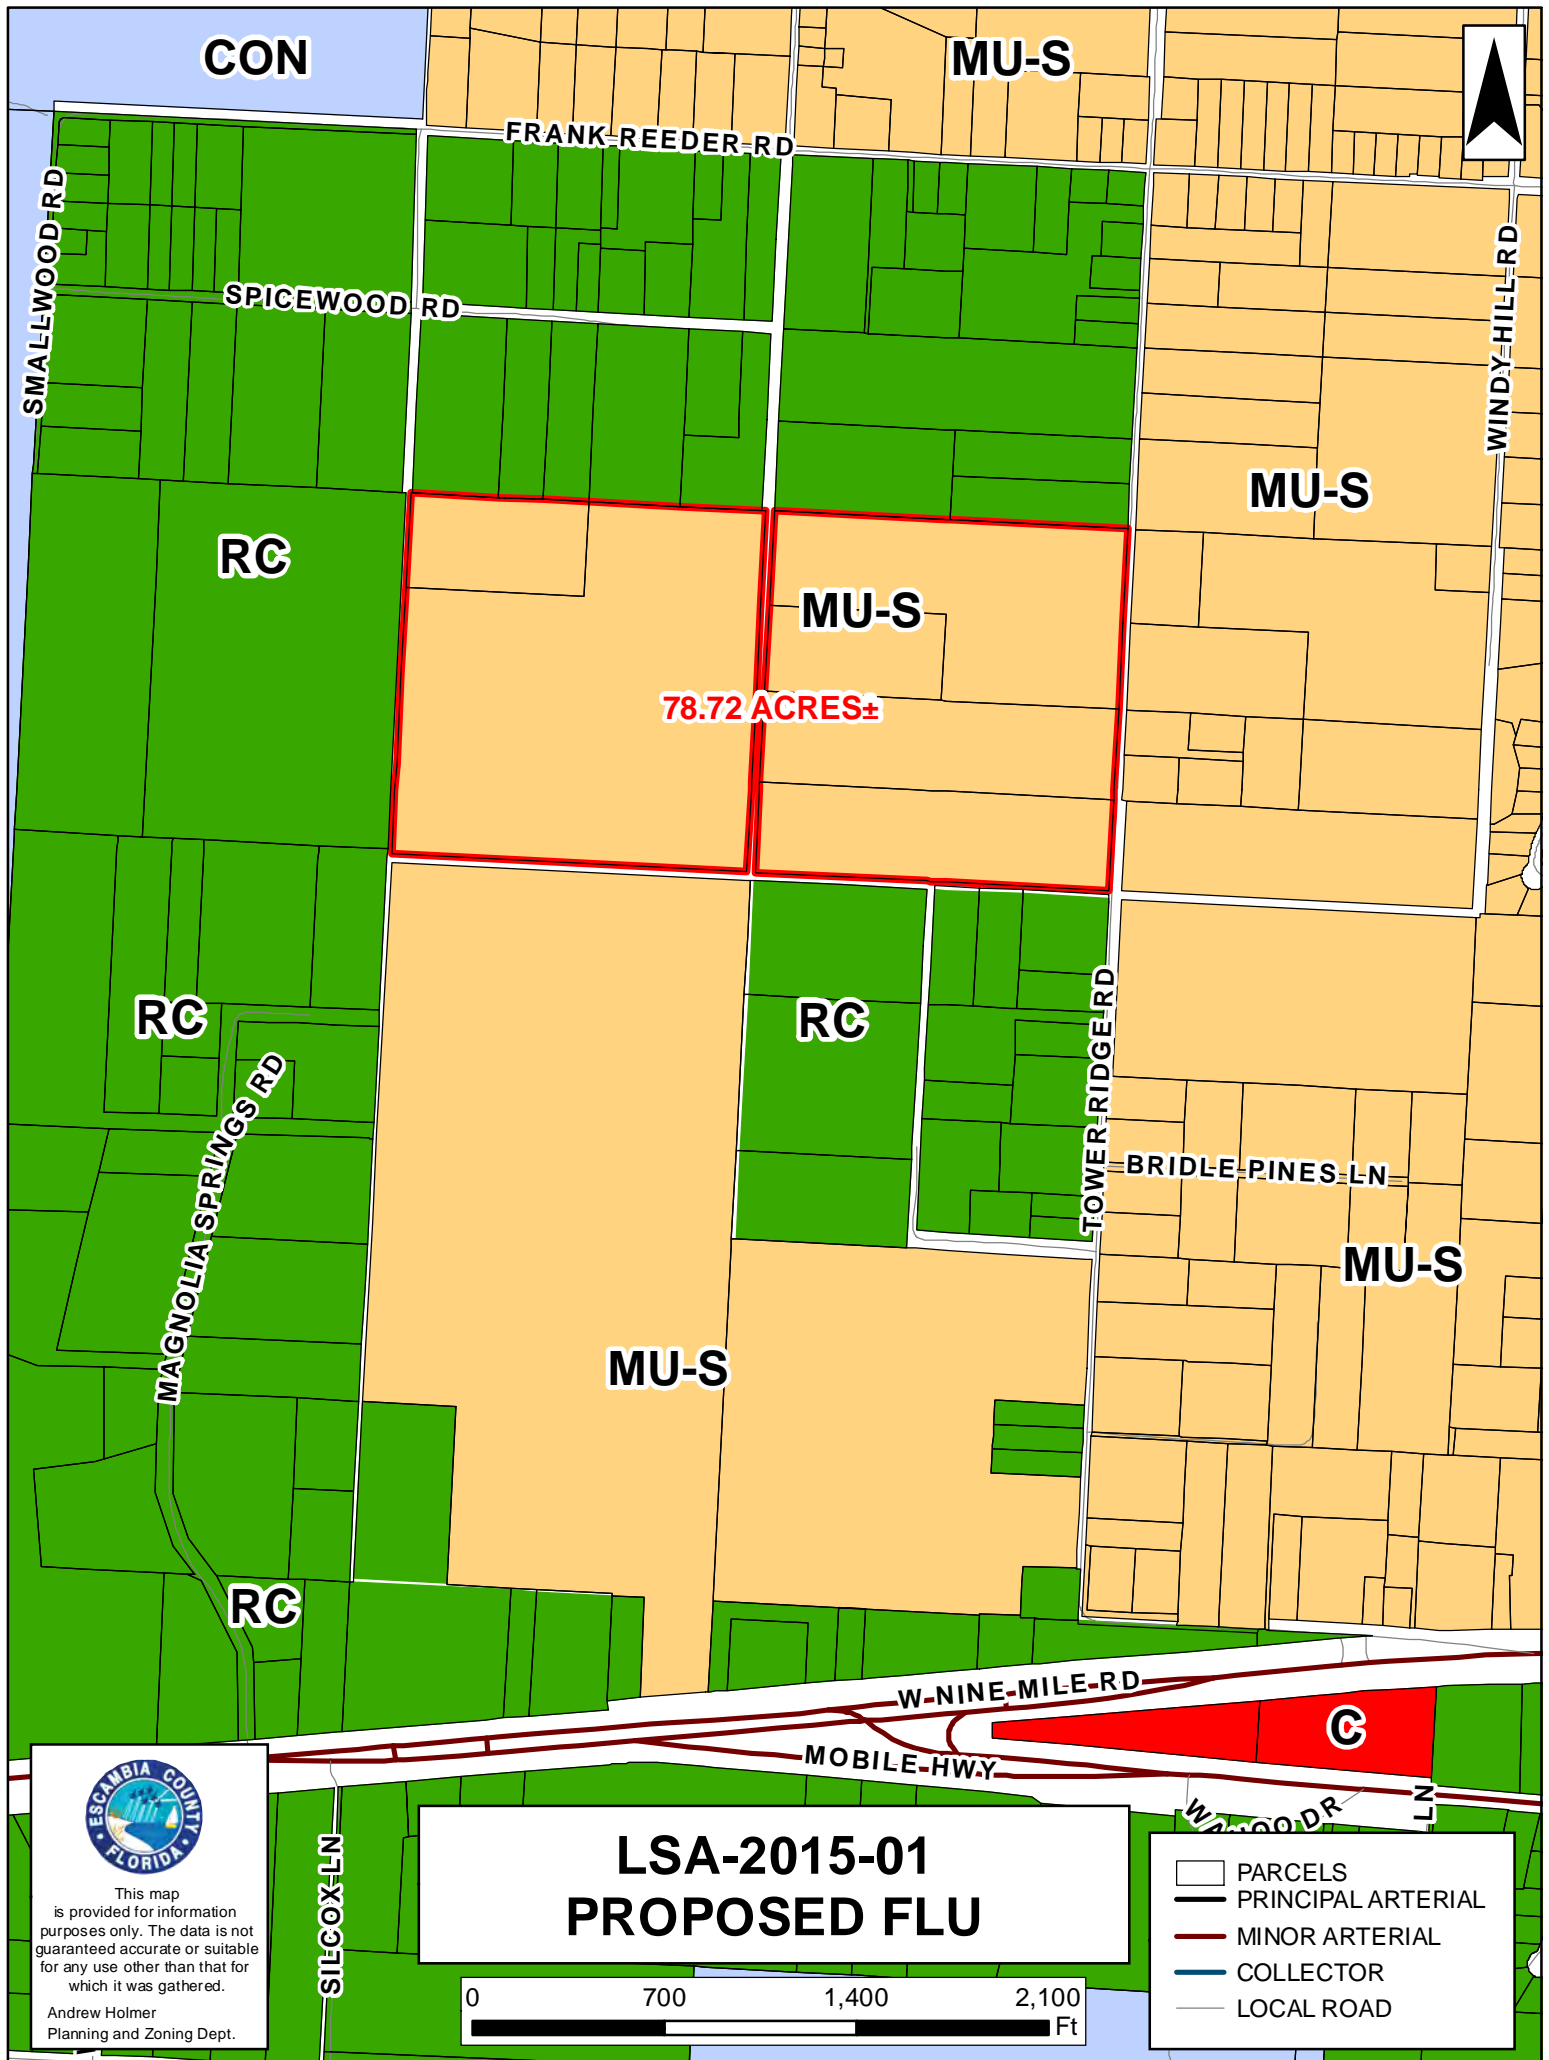 CON
MU-S
FRANK REEDER RD
SMALLWOOD RD
SPICEWOOD RD
WINDY HILL RD
MU-S
RC
MU-S
78.72 ACRES±
RC
RC
TOWER RIDGE RD
MAGNOLIA SPRINGS RD
BRIDLE PINES LN
MU-S
MU-S
RC
W NINE MILE RD
C
MOBILE HWY
LN
SILCOX LN
ESCAMBIA COUNTY
FLORIDA
This map
is provided for information
purposes only. The data is not
guaranteed accurate or suitable
for any use other than that for
which it was gathered.
Andrew Holmer
Planning and Zoning Dept.
LSA-2015-01
PROPOSED FLU
0 700 1,400 2,100
Ft
DR
PARCELS
PRINCIPAL ARTERIAL
MINOR ARTERIAL
COLLECTOR
LOCAL ROAD